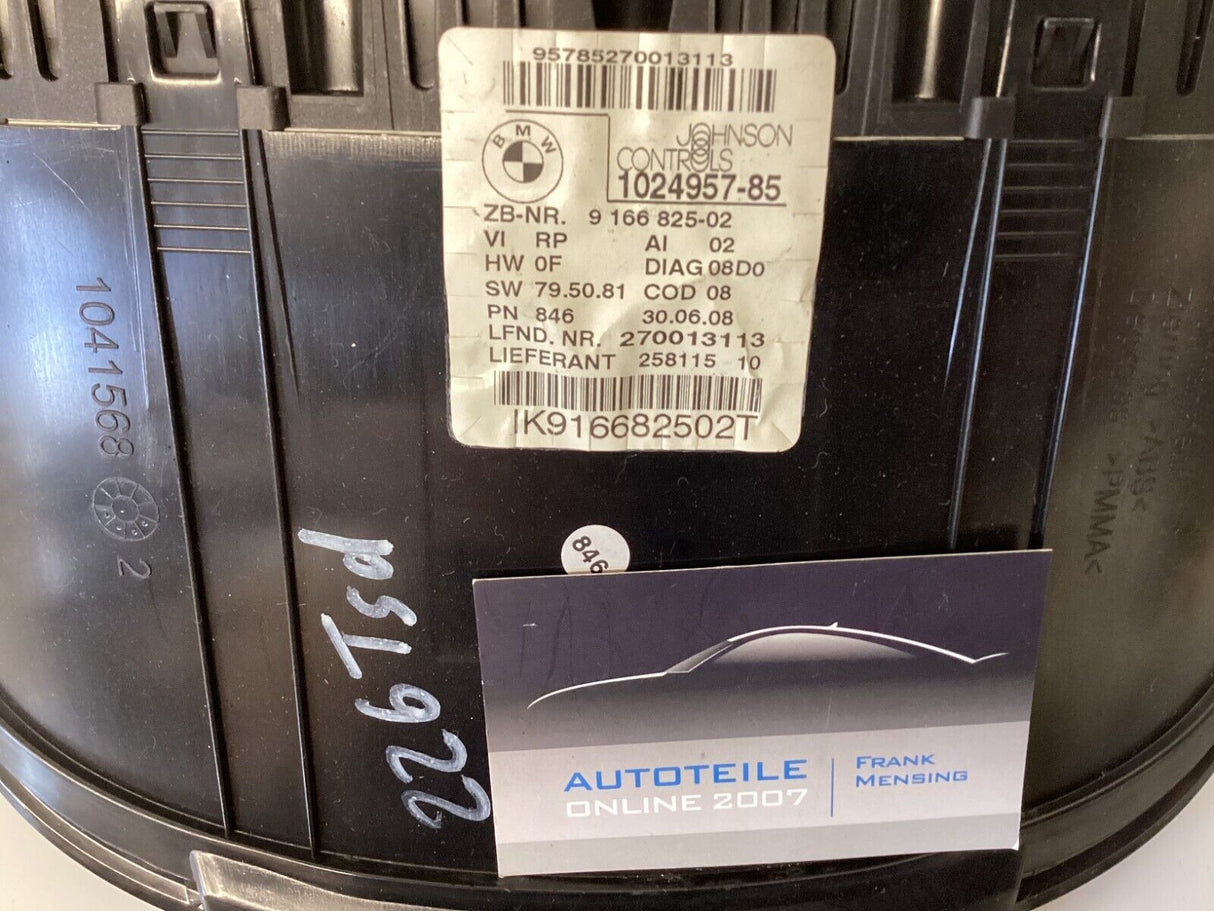 95785270013113
BMW
JOHNSON
CONTROLS
1024957-85
ZB-NR. 9 166 825-02
VI RP AI 02
HW 0F DIAG 08D0
SW 79.50.81 COD 08
PN 846 30.06.08
LFND. NR. 270013113
LIEFERANT 258115 10
IK916682502T
1041568 2
>ABS<
>PMMA<
846
226Tsd
AUTOTEILE
ONLINE 2007
FRANK
MENSING